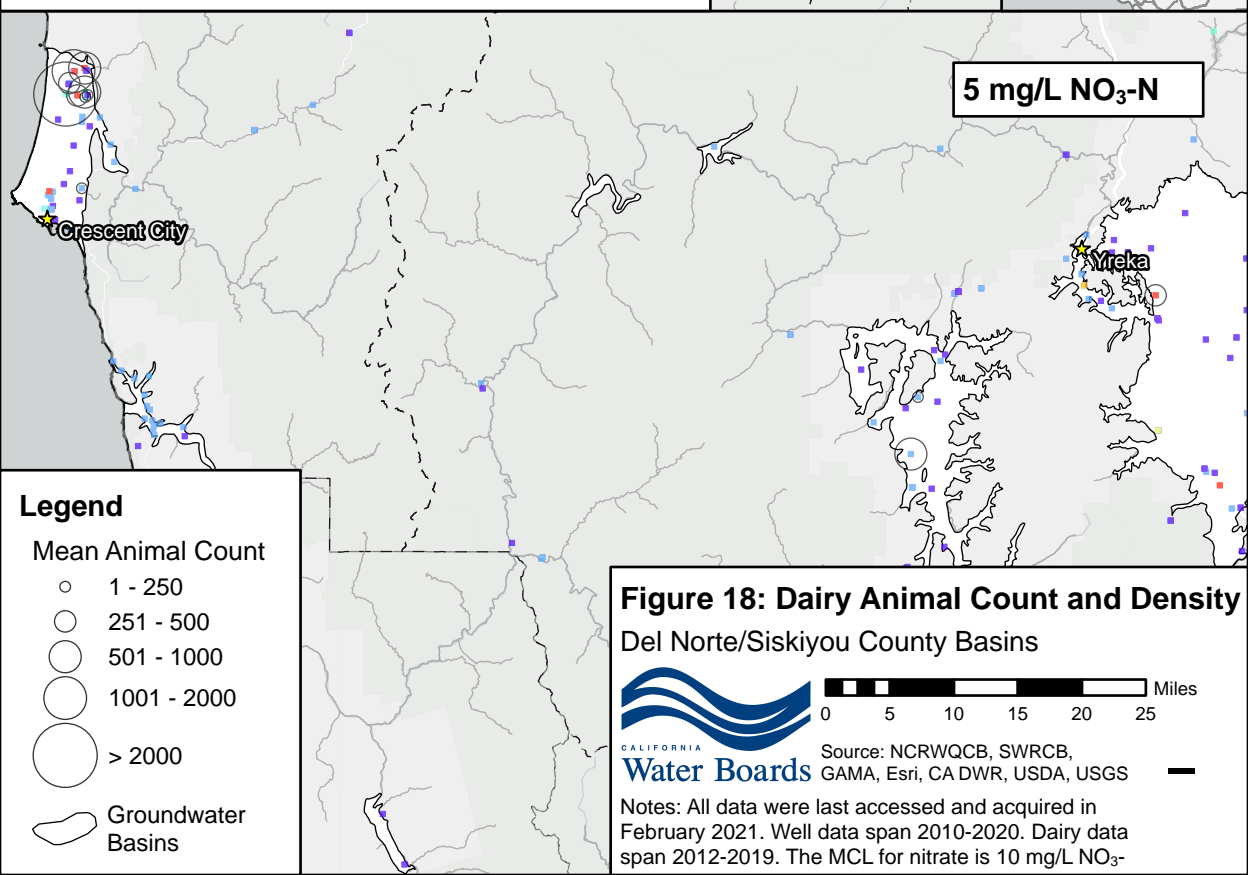 5 mg/L NO₃-N
Crescent City
Yreka
Legend
Mean Animal Count
1 - 250
251 - 500
501 - 1000
1001 - 2000
> 2000
Groundwater
Basins
Figure 18: Dairy Animal Count and Density
Del Norte/Siskiyou County Basins
Miles
0 5 10 15 20 25
CALIFORNIA
Water Boards
Source: NCRWQCB, SWRCB,
GAMA, Esri, CA DWR, USDA, USGS
Notes: All data were last accessed and acquired in
February 2021. Well data span 2010-2020. Dairy data
span 2012-2019. The MCL for nitrate is 10 mg/L NO₃-